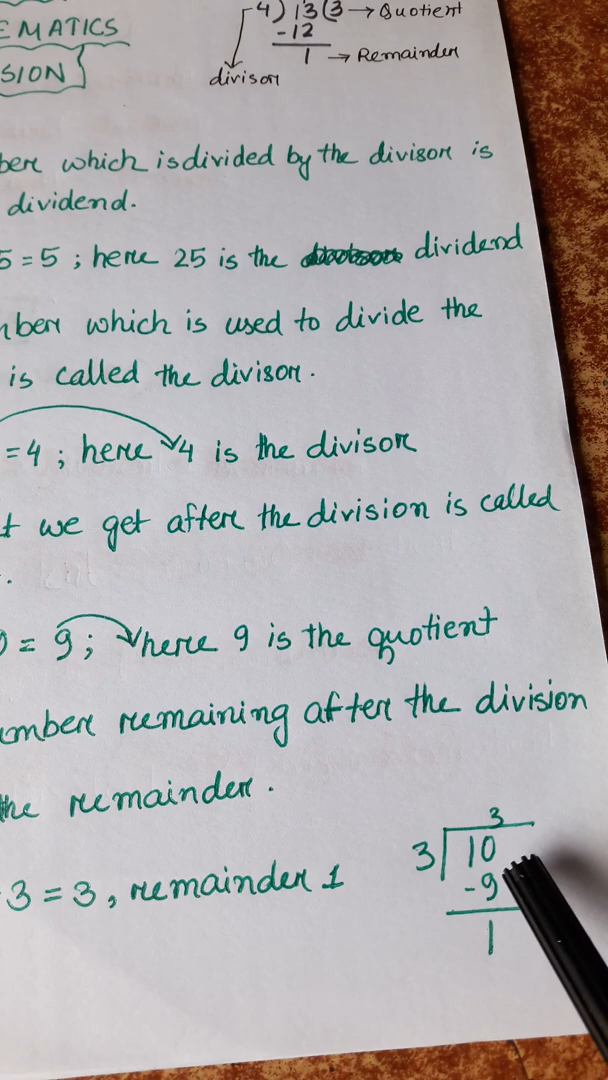 EMATICS
SION
4) 13 (3 → Quotient
-12
1 → Remainder
divisor
ber which is divided by the divisor is
dividend.
5 = 5 ; here 25 is the dividend
mber which is used to divide the
is called the divisor.
= 4 ; here 4 is the divisor
t we get after the division is called
.
0 = 9 ; here 9 is the quotient
umber remaining after the division
the remainder.
3 = 3, remainder 1
3
3 10
-9
1